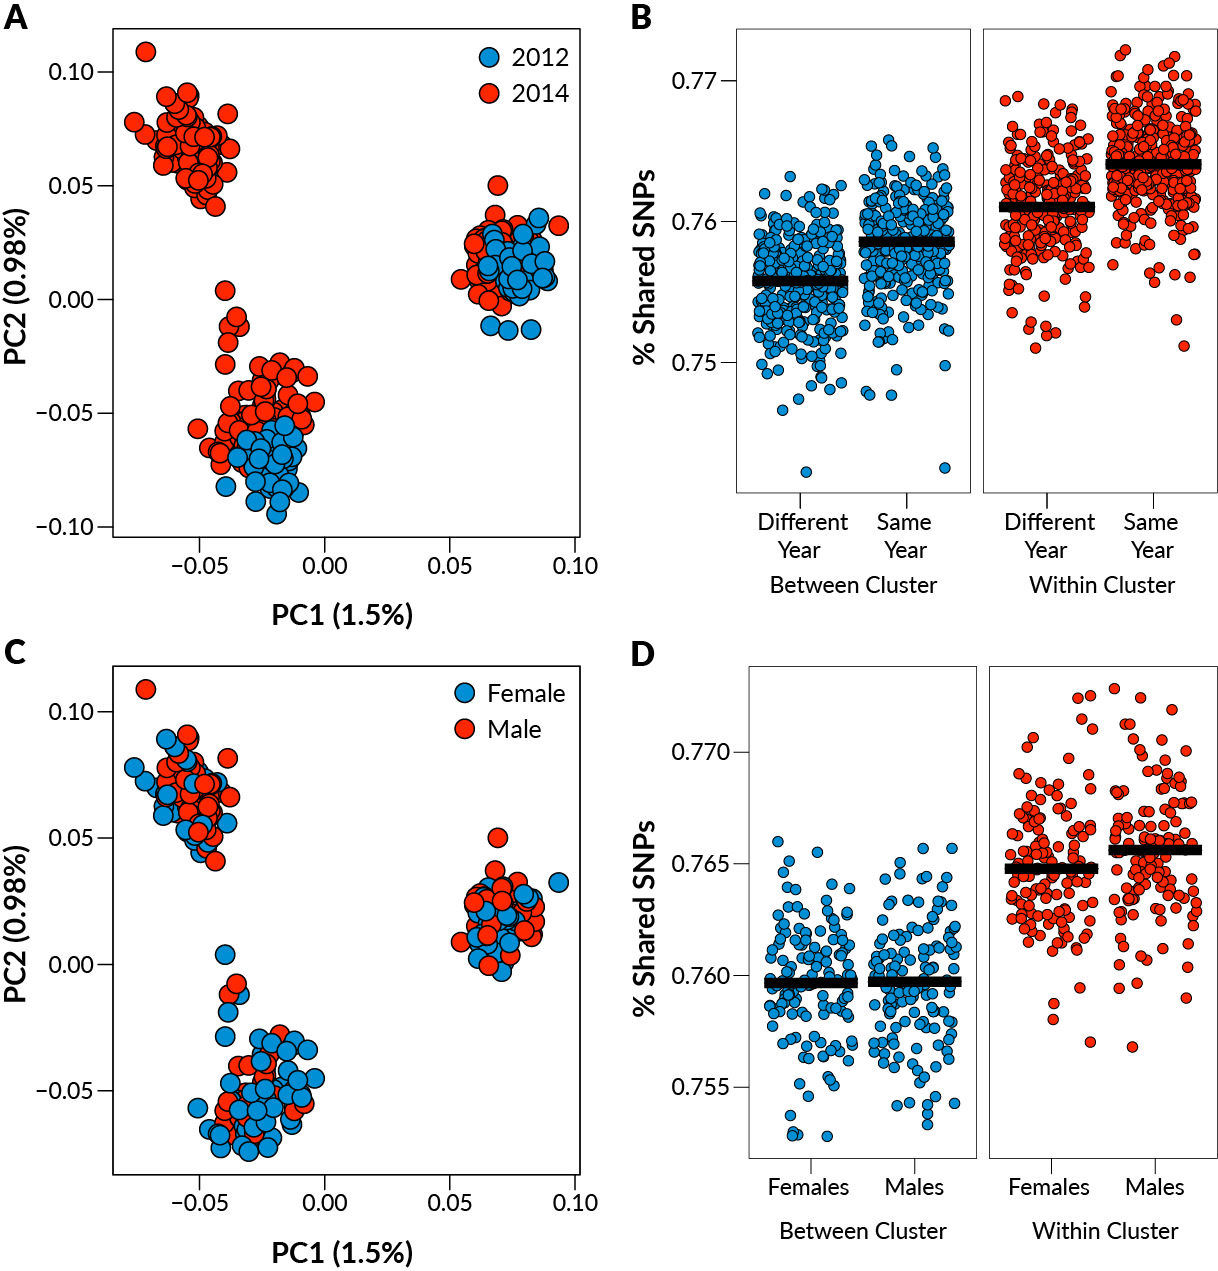 A
2012
2014
0.10
0.05
0.00
−0.05
−0.10
PC2 (0.98%)
−0.05
0.00
0.05
0.10
PC1 (1.5%)
B
0.77
0.76
0.75
% Shared SNPs
Different
Year
Same
Year
Between Cluster
Different
Year
Same
Year
Within Cluster
C
Female
Male
0.10
0.05
0.00
−0.05
PC2 (0.98%)
−0.05
0.00
0.05
0.10
PC1 (1.5%)
D
0.770
0.765
0.760
0.755
% Shared SNPs
Females
Males
Between Cluster
Females
Males
Within Cluster